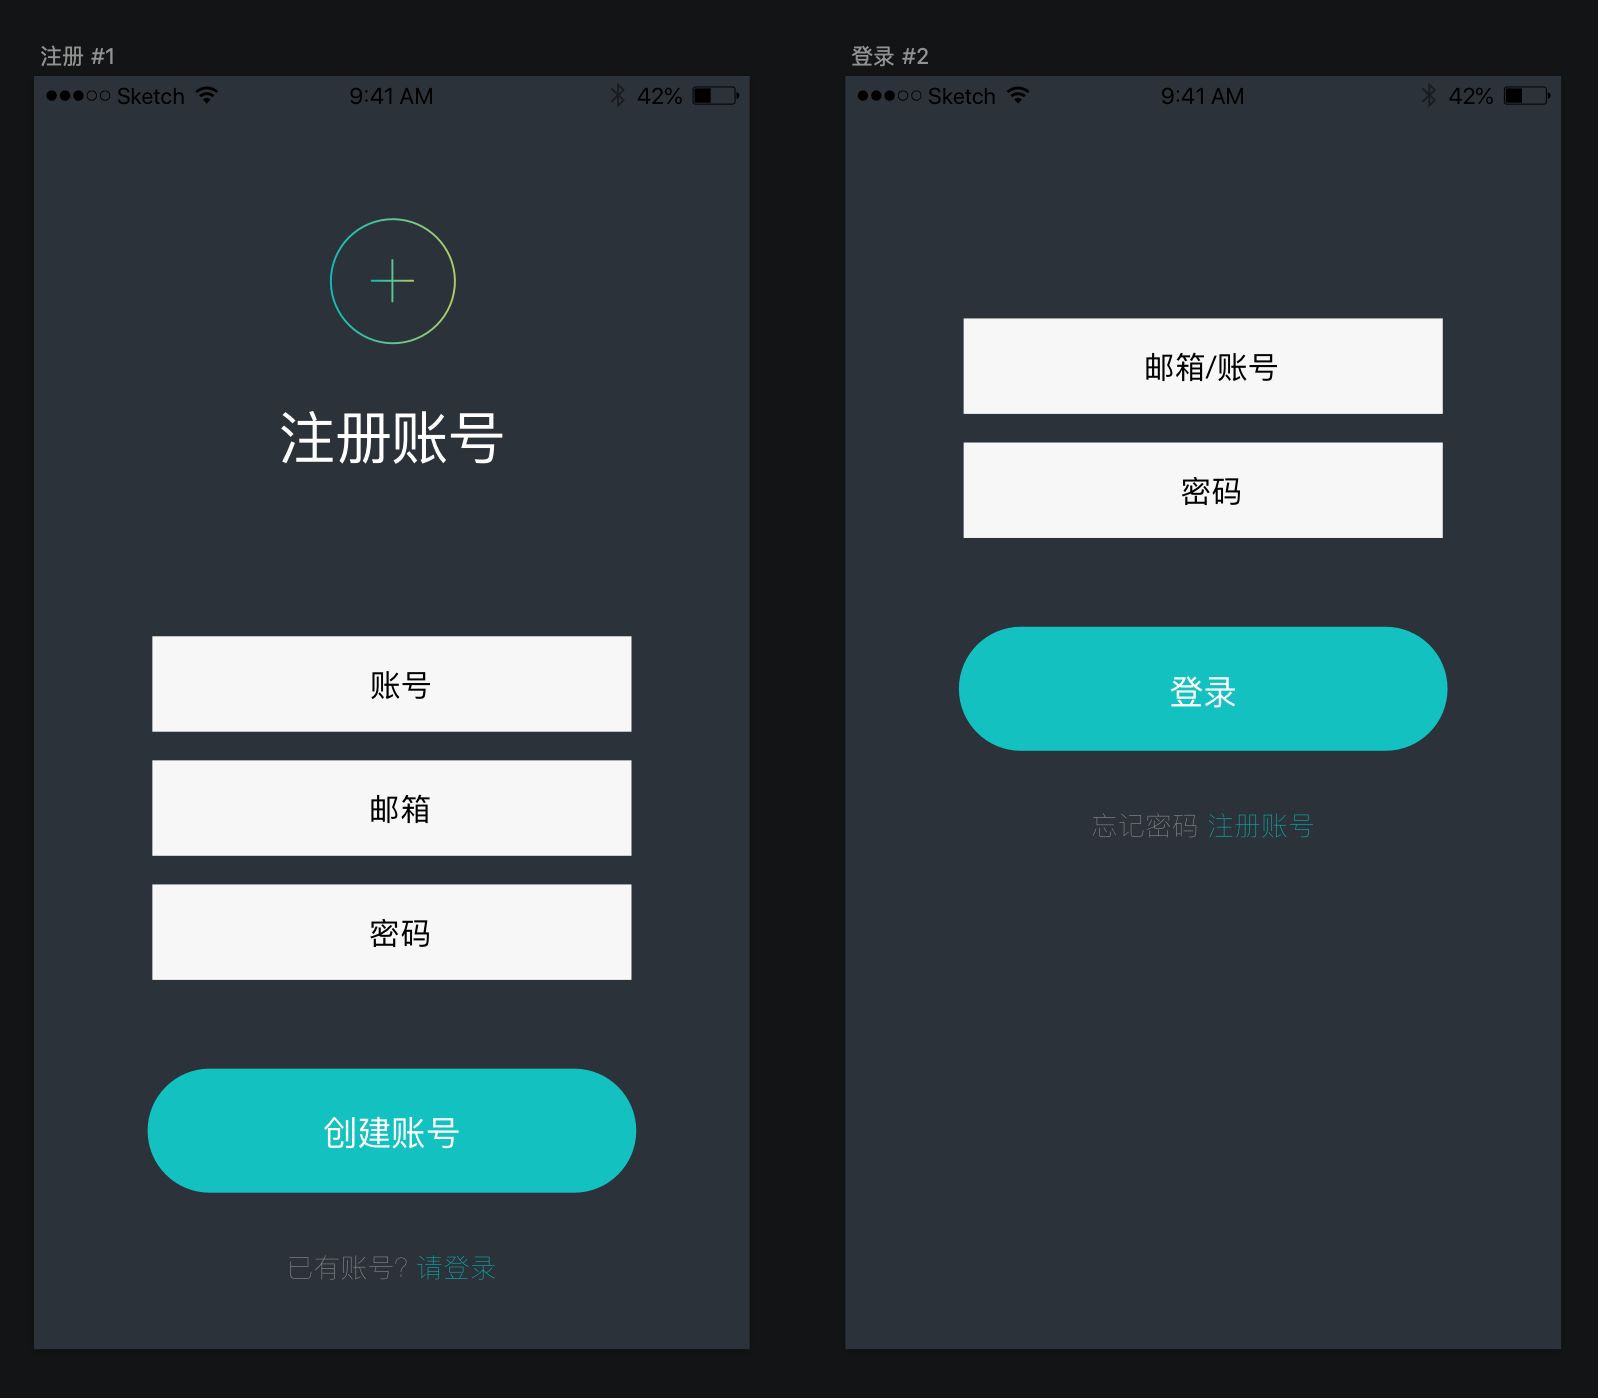 注册 #1
Sketch 9:41 AM 42%
注册账号
账号
邮箱
密码
创建账号
已有账号? 请登录
登录 #2
Sketch 9:41 AM 42%
邮箱/账号
密码
登录
忘记密码 注册账号